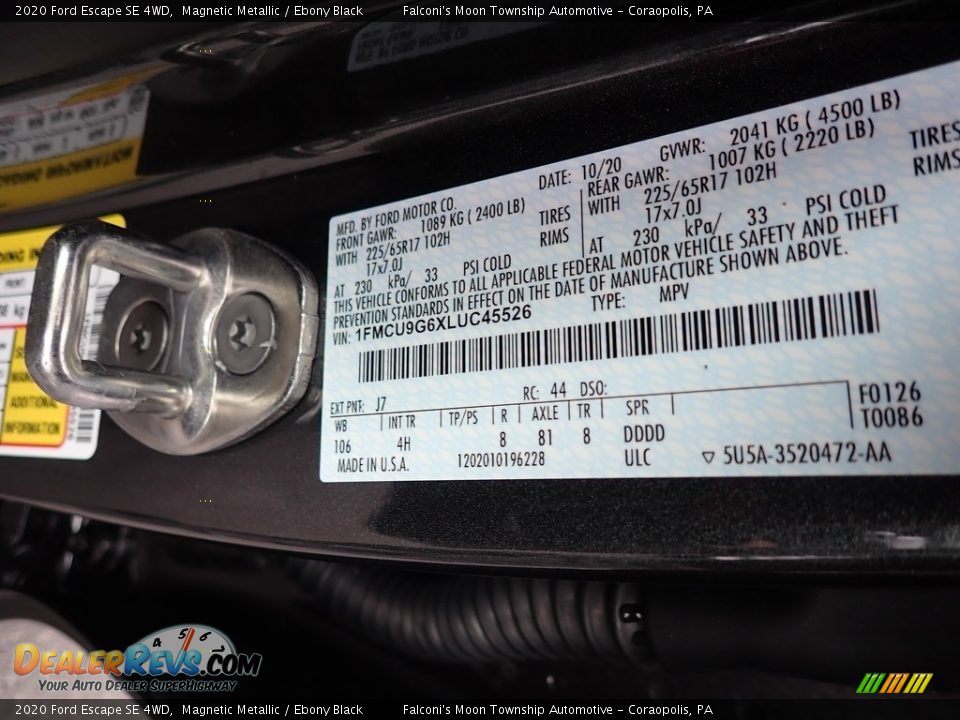 2020 Ford Escape SE 4WD, Magnetic Metallic / Ebony Black Falconi's Moon Township Automotive - Coraopolis, PA
MFD. BY FORD MOTOR CO. DATE: 10/20 GVWR: 2041 KG ( 4500 LB)
FRONT GAWR: 1089 KG ( 2400 LB) REAR GAWR: 1007 KG ( 2220 LB)
WITH 225/65R17 102H TIRES WITH 225/65R17 102H TIRES
17x7.0J RIMS 17x7.0J RIMS
AT 230 kPa/ 33 PSI COLD AT 230 kPa/ 33 PSI COLD
THIS VEHICLE CONFORMS TO ALL APPLICABLE FEDERAL MOTOR VEHICLE SAFETY AND THEFT
PREVENTION STANDARDS IN EFFECT ON THE DATE OF MANUFACTURE SHOWN ABOVE.
VIN: 1FMCU9G6XLUC45526 TYPE: MPV
EXT PNT: J7 RC: 44 DSO: F0126
WB INT TR TP/PS R AXLE TR SPR T0086
106 4H 8 81 8 DDDD
MADE IN U.S.A. 1202010196228 ULC ▽ 5U5A-3520472-AA
ADDITIONAL
INFORMATION
4 5 6
DEALERREVS.COM
YOUR AUTO DEALER SUPERHIGHWAY
2020 Ford Escape SE 4WD, Magnetic Metallic / Ebony Black Falconi's Moon Township Automotive - Coraopolis, PA